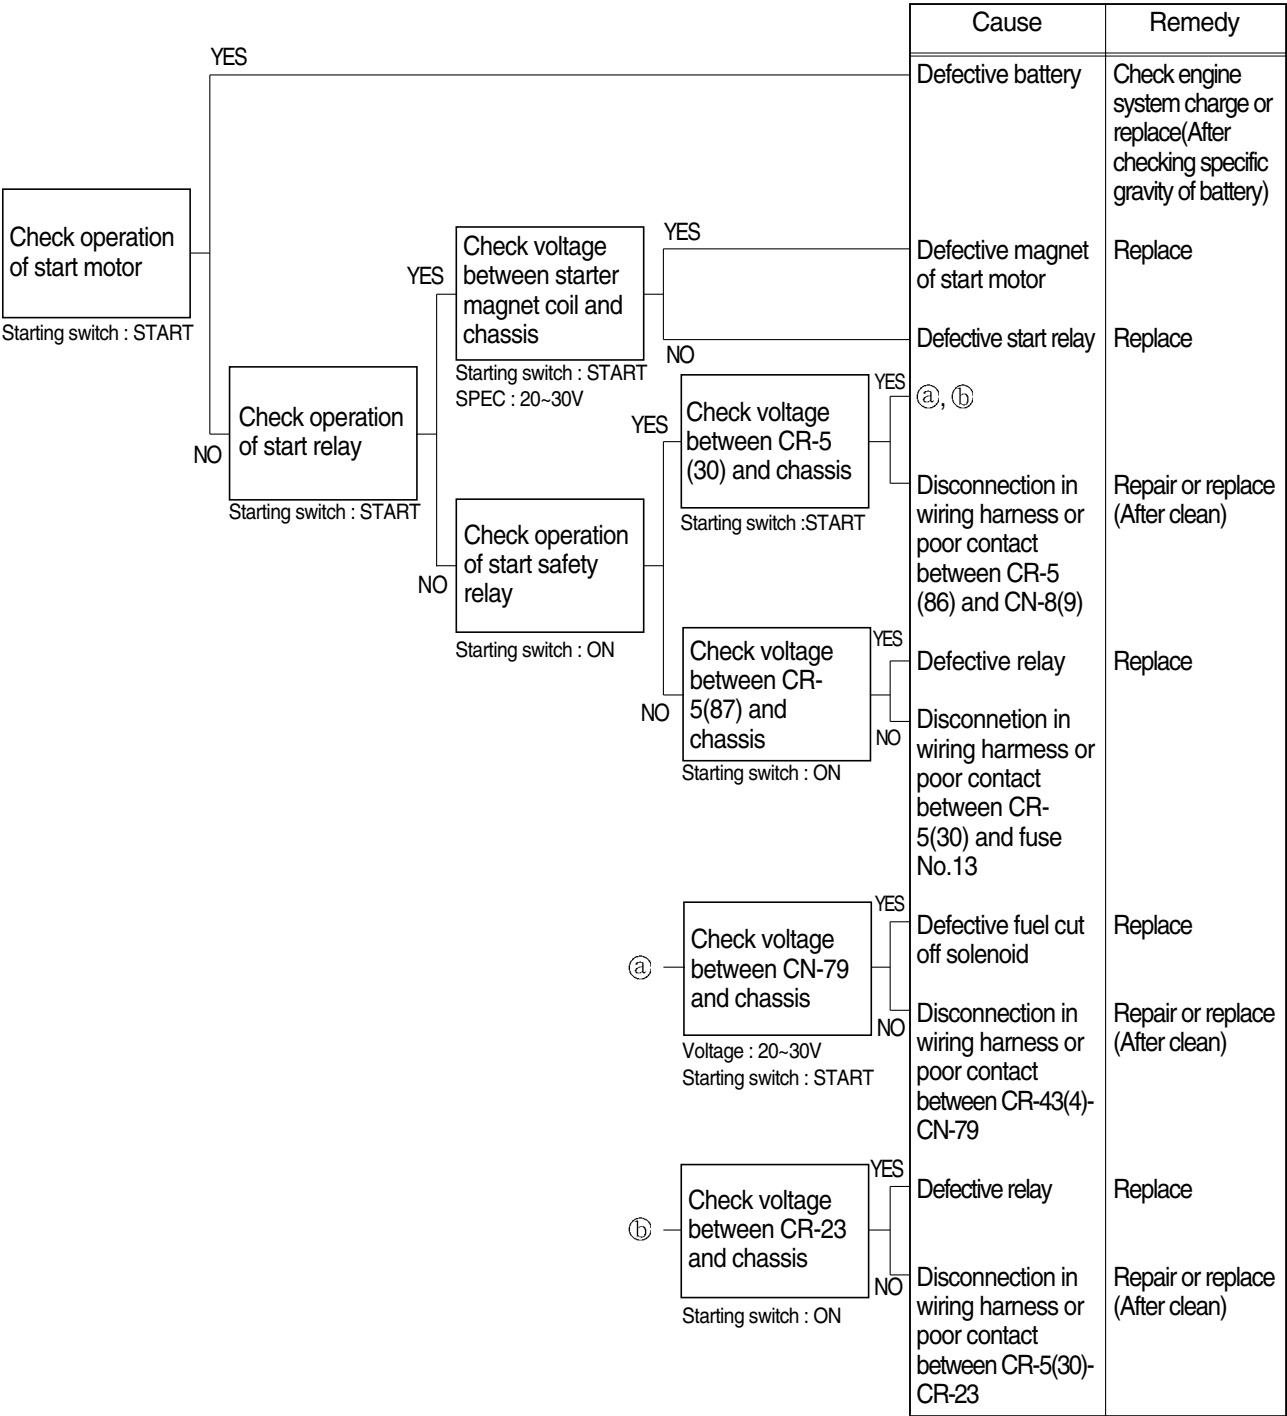 Cause
Remedy
YES
Defective battery
Check engine
system charge or
replace(After
checking specific
gravity of battery)
Check operation
of start motor
Starting switch : START
YES
Check voltage
between starter
magnet coil and
chassis
Starting switch : START
SPEC : 20~30V
YES
Defective magnet
of start motor
Replace
NO
Defective start relay
Replace
NO
Check operation
of start relay
Starting switch : START
YES
Check voltage
between CR-5
(30) and chassis
Starting switch :START
YES
ⓐ, ⓑ
Disconnection in
wiring harness or
poor contact
between CR-5
(86) and CN-8(9)
Repair or replace
(After clean)
NO
Check operation
of start safety
relay
Starting switch : ON
NO
Check voltage
between CR-
5(87) and
chassis
Starting switch : ON
YES
Defective relay
Replace
NO
Disconnetion in
wiring harness or
poor contact
between CR-
5(30) and fuse
No.13
ⓐ
Check voltage
between CN-79
and chassis
Voltage : 20~30V
Starting switch : START
YES
Defective fuel cut
off solenoid
Replace
NO
Disconnection in
wiring harness or
poor contact
between CR-43(4)-
CN-79
Repair or replace
(After clean)
ⓑ
Check voltage
between CR-23
and chassis
Starting switch : ON
YES
Defective relay
Replace
NO
Disconnection in
wiring harness or
poor contact
between CR-5(30)-
CR-23
Repair or replace
(After clean)